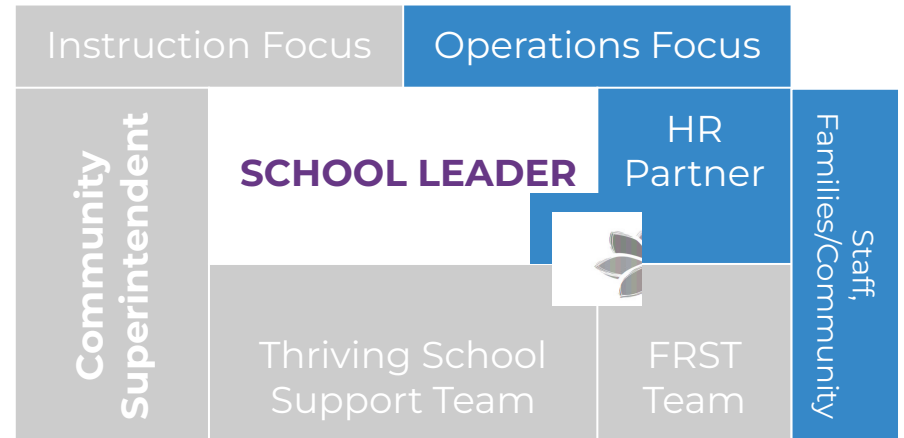 Instruction Focus
Operations Focus
Community
Superintendent
SCHOOL LEADER
HR
Partner
Staff,
Families/Community
Thriving School
Support Team
FRST
Team